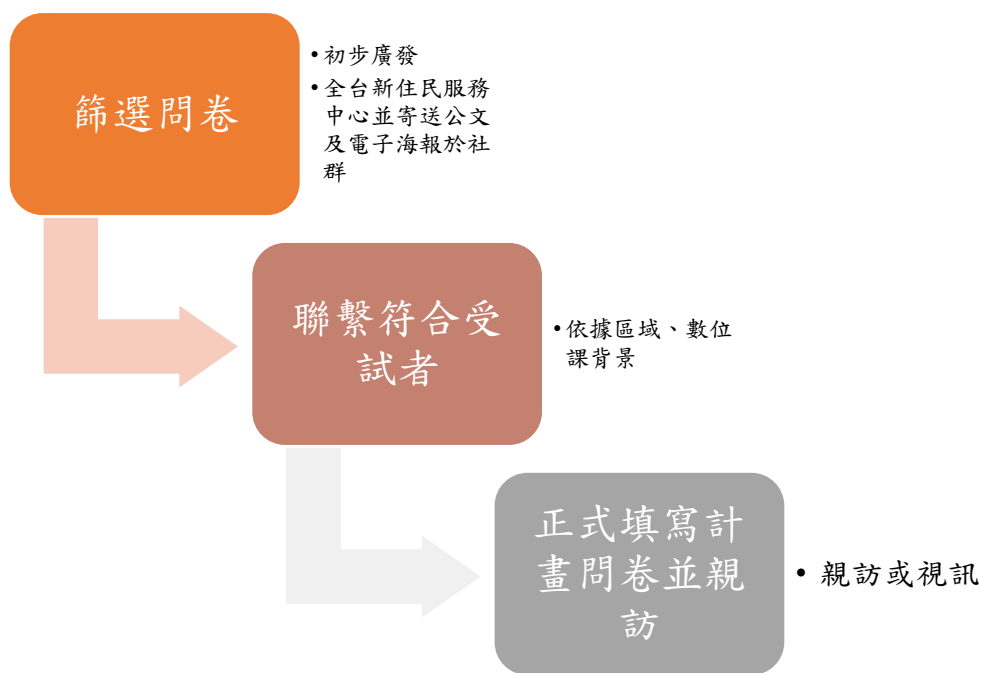 篩選問卷
•初步廣發
•全台新住民服務
中心並寄送公文
及電子海報於社
群
聯繫符合受
試者
•依據區域、數位
課背景
正式填寫計
畫問卷並親
訪
• 親訪或視訊